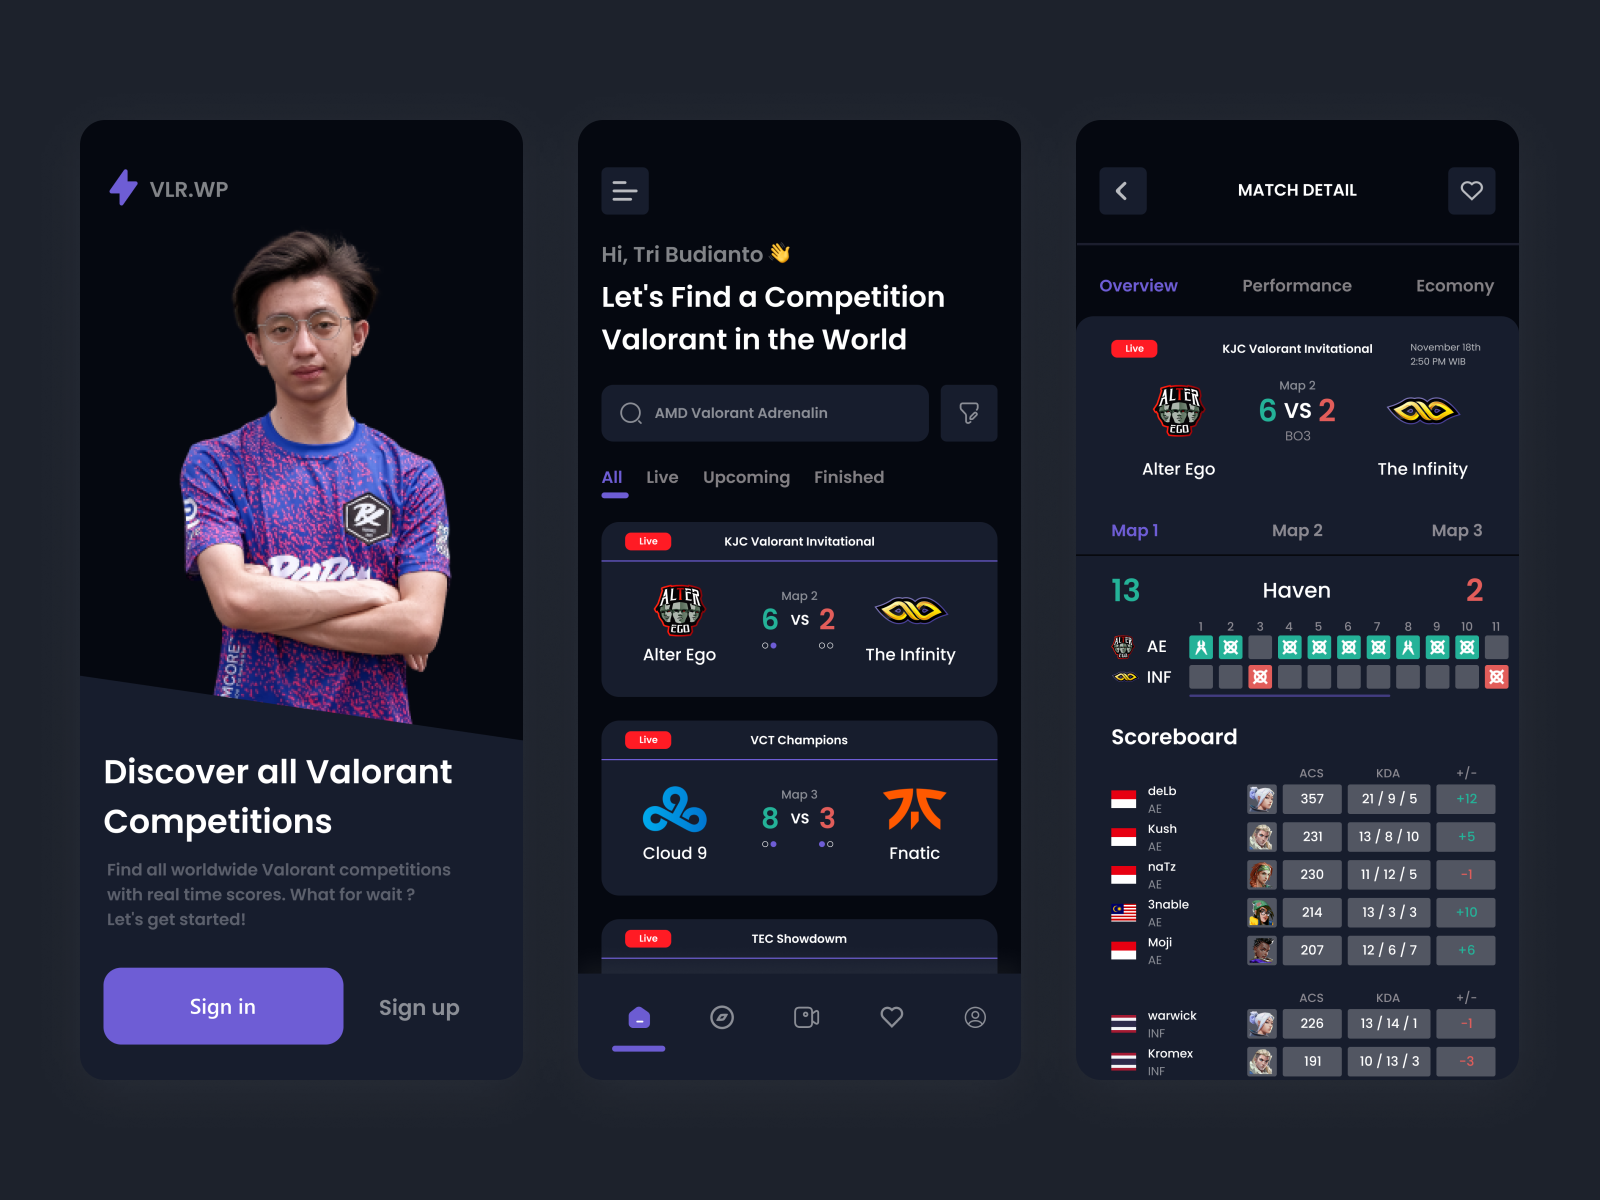 VLR.WP
MCORE
Discover all Valorant
Competitions
Find all worldwide Valorant competitions
with real time scores. What for wait ?
Let's get started!
Sign in
Sign up
Hi, Tri Budianto 👋
Let's Find a Competition
Valorant in the World
AMD Valorant Adrenalin
All Live Upcoming Finished
Live KJC Valorant Invitational
ALTER
EGO
Map 2
6 VS 2
Alter Ego The Infinity
Live VCT Champions
Map 3
8 VS 3
Cloud 9 Fnatic
Live TEC Showdowm
MATCH DETAIL
Overview Performance Ecomony
Live KJC Valorant Invitational November 18th
2:50 PM WIB
ALTER
EGO
Map 2
6 VS 2
BO3
Alter Ego The Infinity
Map 1 Map 2 Map 3
13 Haven 2
1 2 3 4 5 6 7 8 9 10 11
AE
INF
Scoreboard
ACS KDA +/-
deLb 357 21 / 9 / 5 +12
AE
Kush 231 13 / 8 / 10 +5
AE
naTz 230 11 / 12 / 5 -1
AE
3nable 214 13 / 3 / 3 +10
AE
Moji 207 12 / 6 / 7 +6
AE
ACS KDA +/-
warwick 226 13 / 14 / 1 -1
INF
Kromex 191 10 / 13 / 3 -3
INF